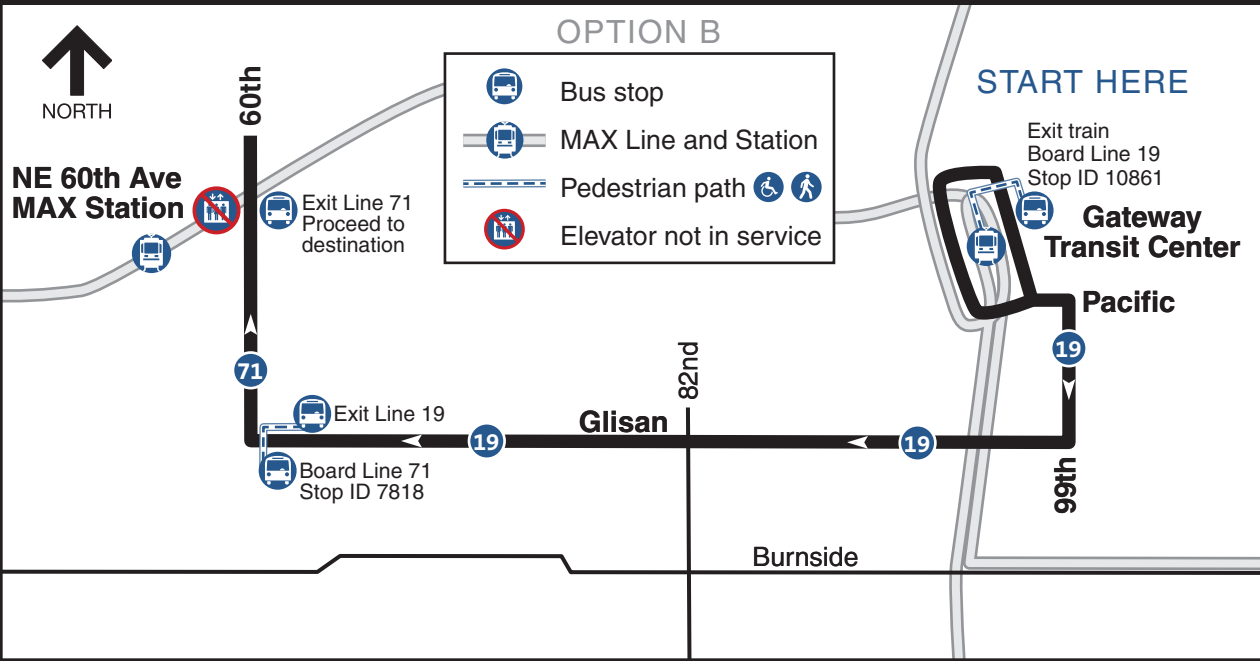 OPTION B
NORTH
60th
NE 60th Ave
MAX Station
Exit Line 71
Proceed to
destination
Bus stop
MAX Line and Station
Pedestrian path
Elevator not in service
START HERE
Exit train
Board Line 19
Stop ID 10861
Gateway
Transit Center
Pacific
19
71
Exit Line 19
Board Line 71
Stop ID 7818
19
Glisan
82nd
19
99th
Burnside